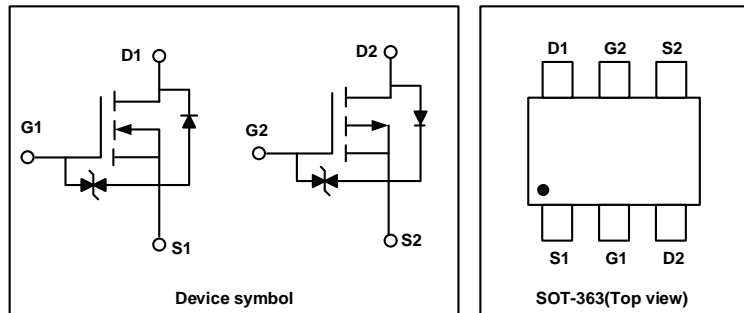 D1
G1
S1
D2
G2
S2
Device symbol
D1 G2 S2
S1 G1 D2
SOT-363(Top view)